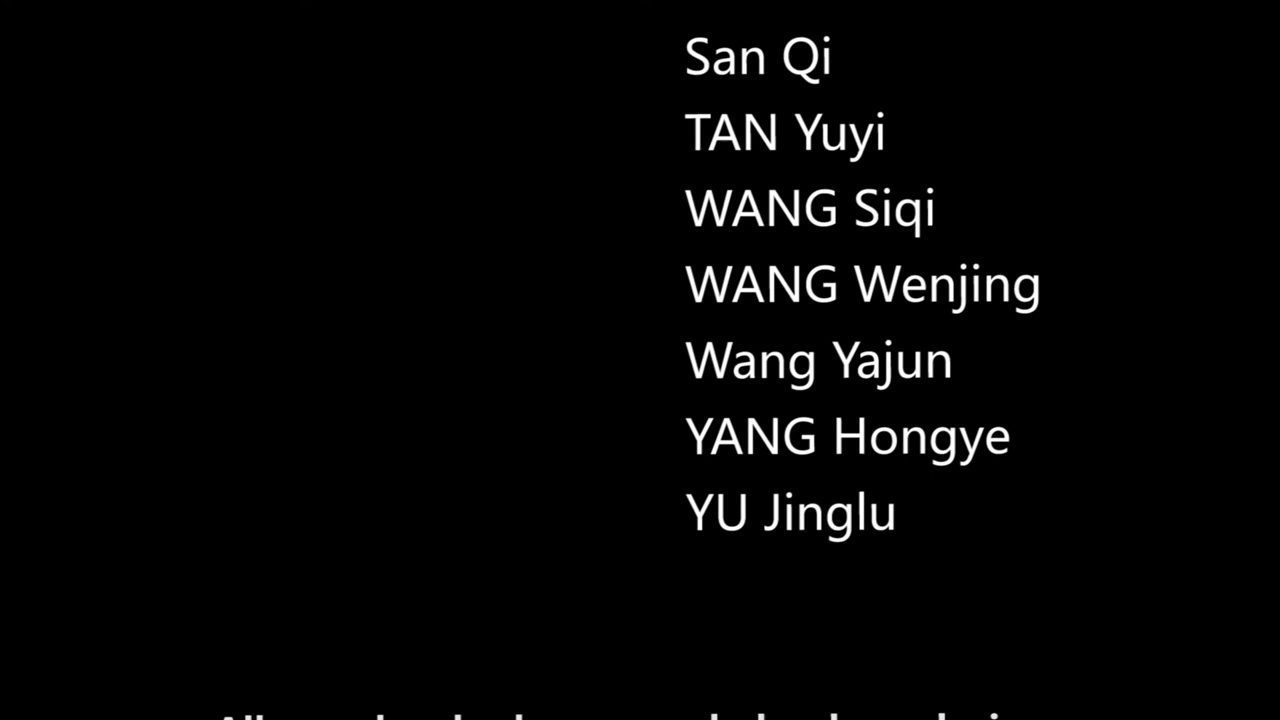 San Qi
TAN Yuyi
WANG Siqi
WANG Wenjing
Wang Yajun
YANG Hongye
YU Jinglu